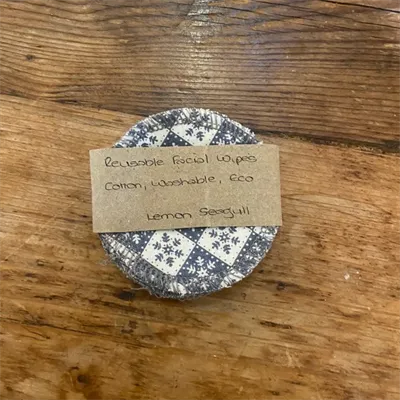 Reusable Facial Wipes
Cotton, Washable, Eco
Lemon Seagull